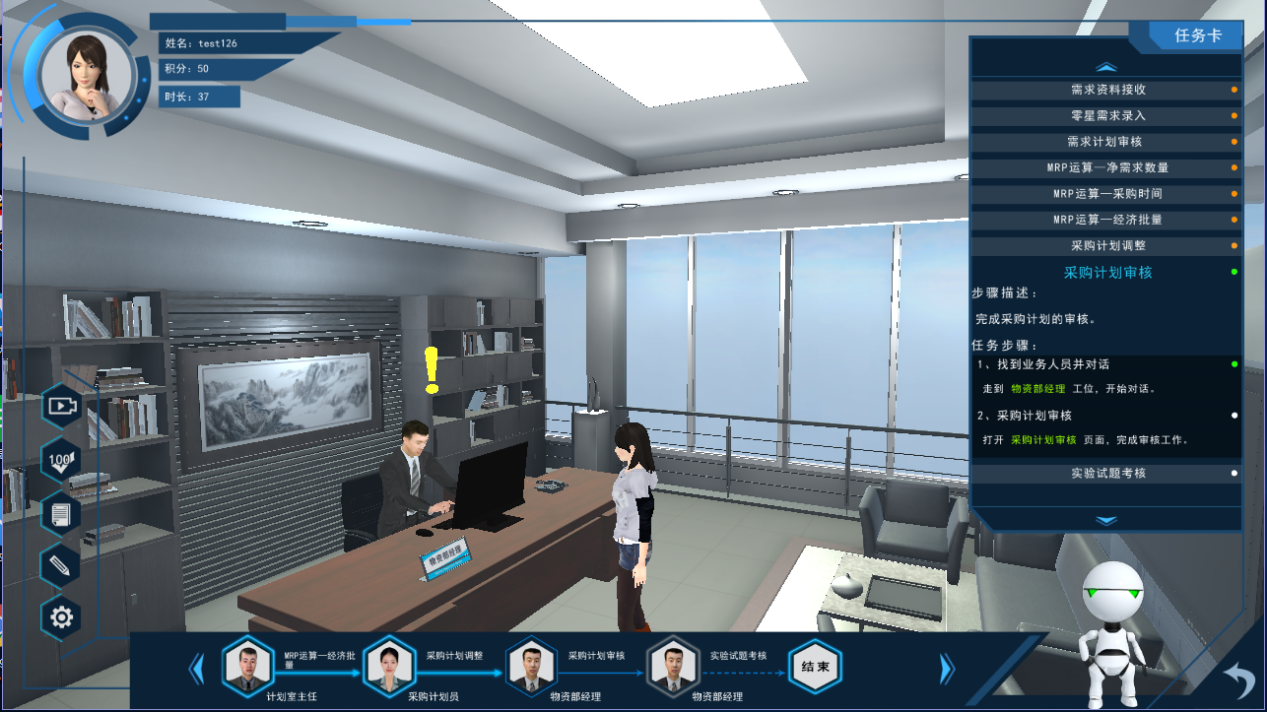 姓名：test126
积分：50
时长：37
任务卡
需求资料接收
零星需求录入
需求计划审核
MRP运算—净需求数量
MRP运算—采购时间
MRP运算—经济批量
采购计划调整
采购计划审核
步骤描述：
完成采购计划的审核。
任务步骤：
1、找到业务人员并对话
走到 物资部经理 工位，开始对话。
2、采购计划审核
打开 采购计划审核 页面，完成审核工作。
实验试题考核
100
物资部经理
MRP运算—经济批
量
计划室主任
采购计划调整
采购计划员
采购计划审核
物资部经理
实验试题考核
物资部经理
结束